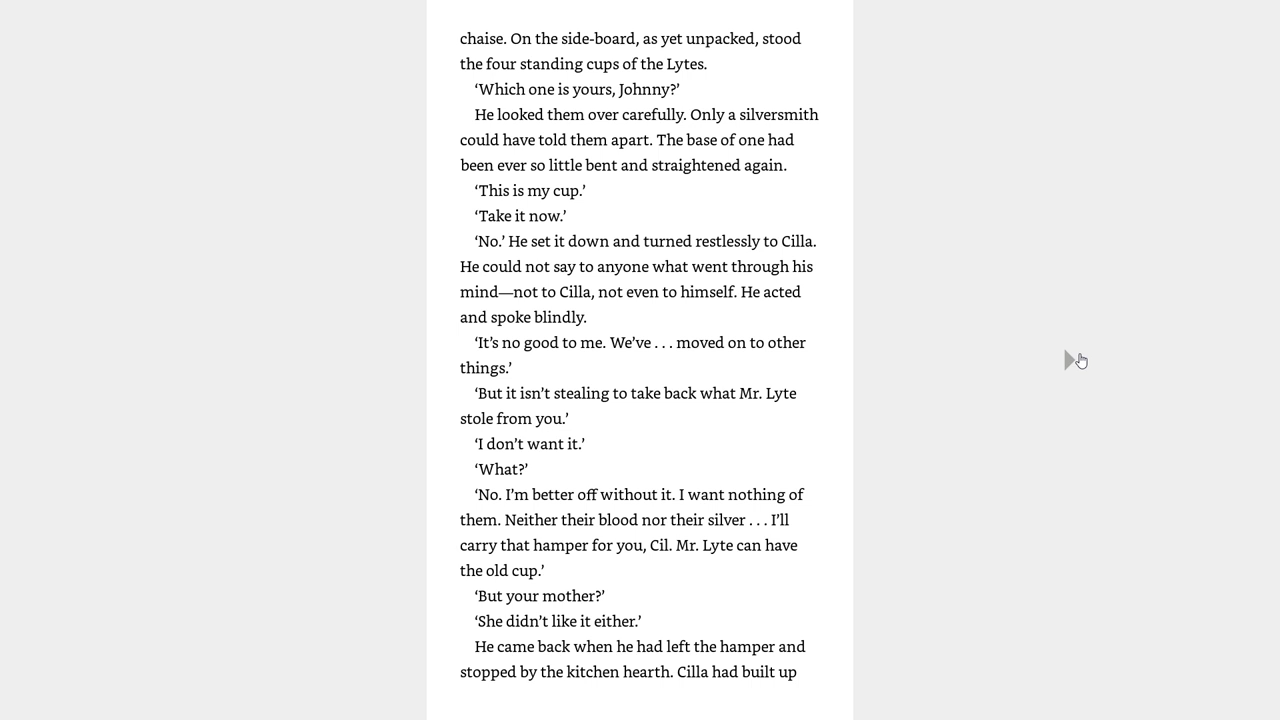 chaise. On the side-board, as yet unpacked, stood
the four standing cups of the Lytes.
‘Which one is yours, Johnny?’
He looked them over carefully. Only a silversmith
could have told them apart. The base of one had
been ever so little bent and straightened again.
‘This is my cup.’
‘Take it now.’
‘No.’ He set it down and turned restlessly to Cilla.
He could not say to anyone what went through his
mind—not to Cilla, not even to himself. He acted
and spoke blindly.
‘It’s no good to me. We’ve . . . moved on to other
things.’
‘But it isn’t stealing to take back what Mr. Lyte
stole from you.’
‘I don’t want it.’
‘What?’
‘No. I’m better off without it. I want nothing of
them. Neither their blood nor their silver . . . I’ll
carry that hamper for you, Cil. Mr. Lyte can have
the old cup.’
‘But your mother?’
‘She didn’t like it either.’
He came back when he had left the hamper and
stopped by the kitchen hearth. Cilla had built up